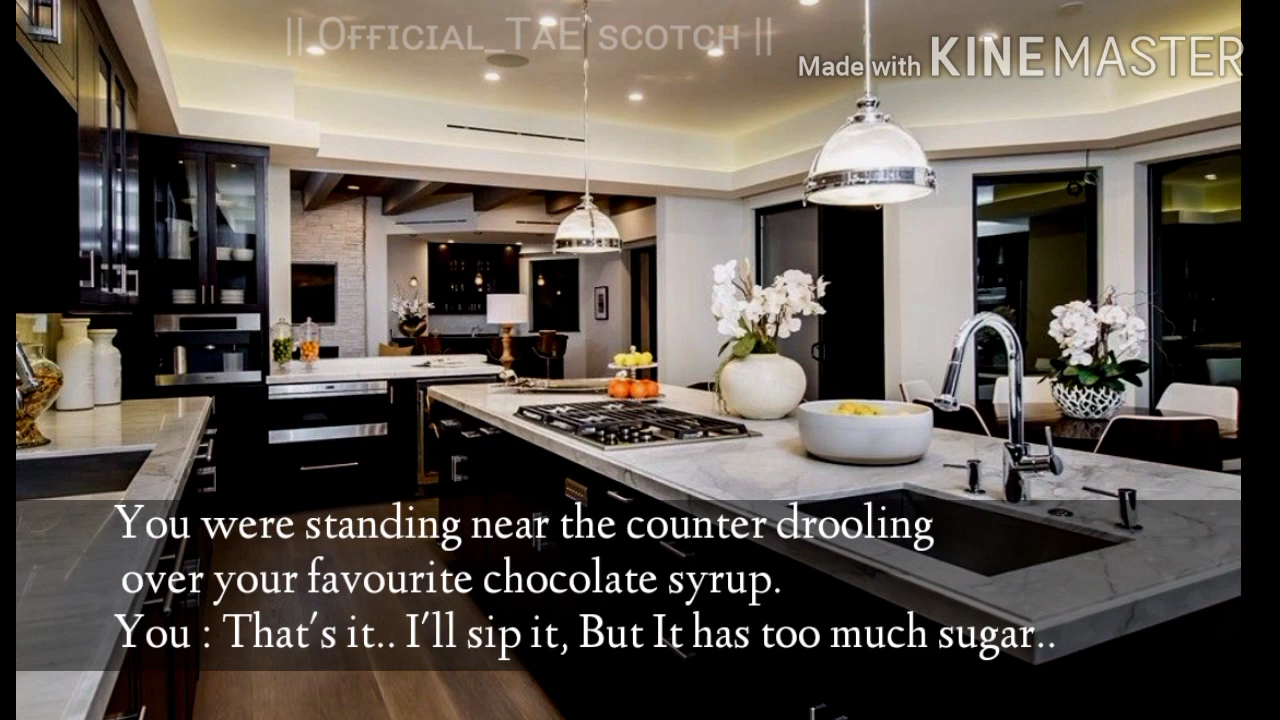 || Official_TAE`scotch ||
Made with KINEMASTER
You were standing near the counter drooling
over your favourite chocolate syrup.
You : That's it.. I'll sip it, But It has too much sugar..